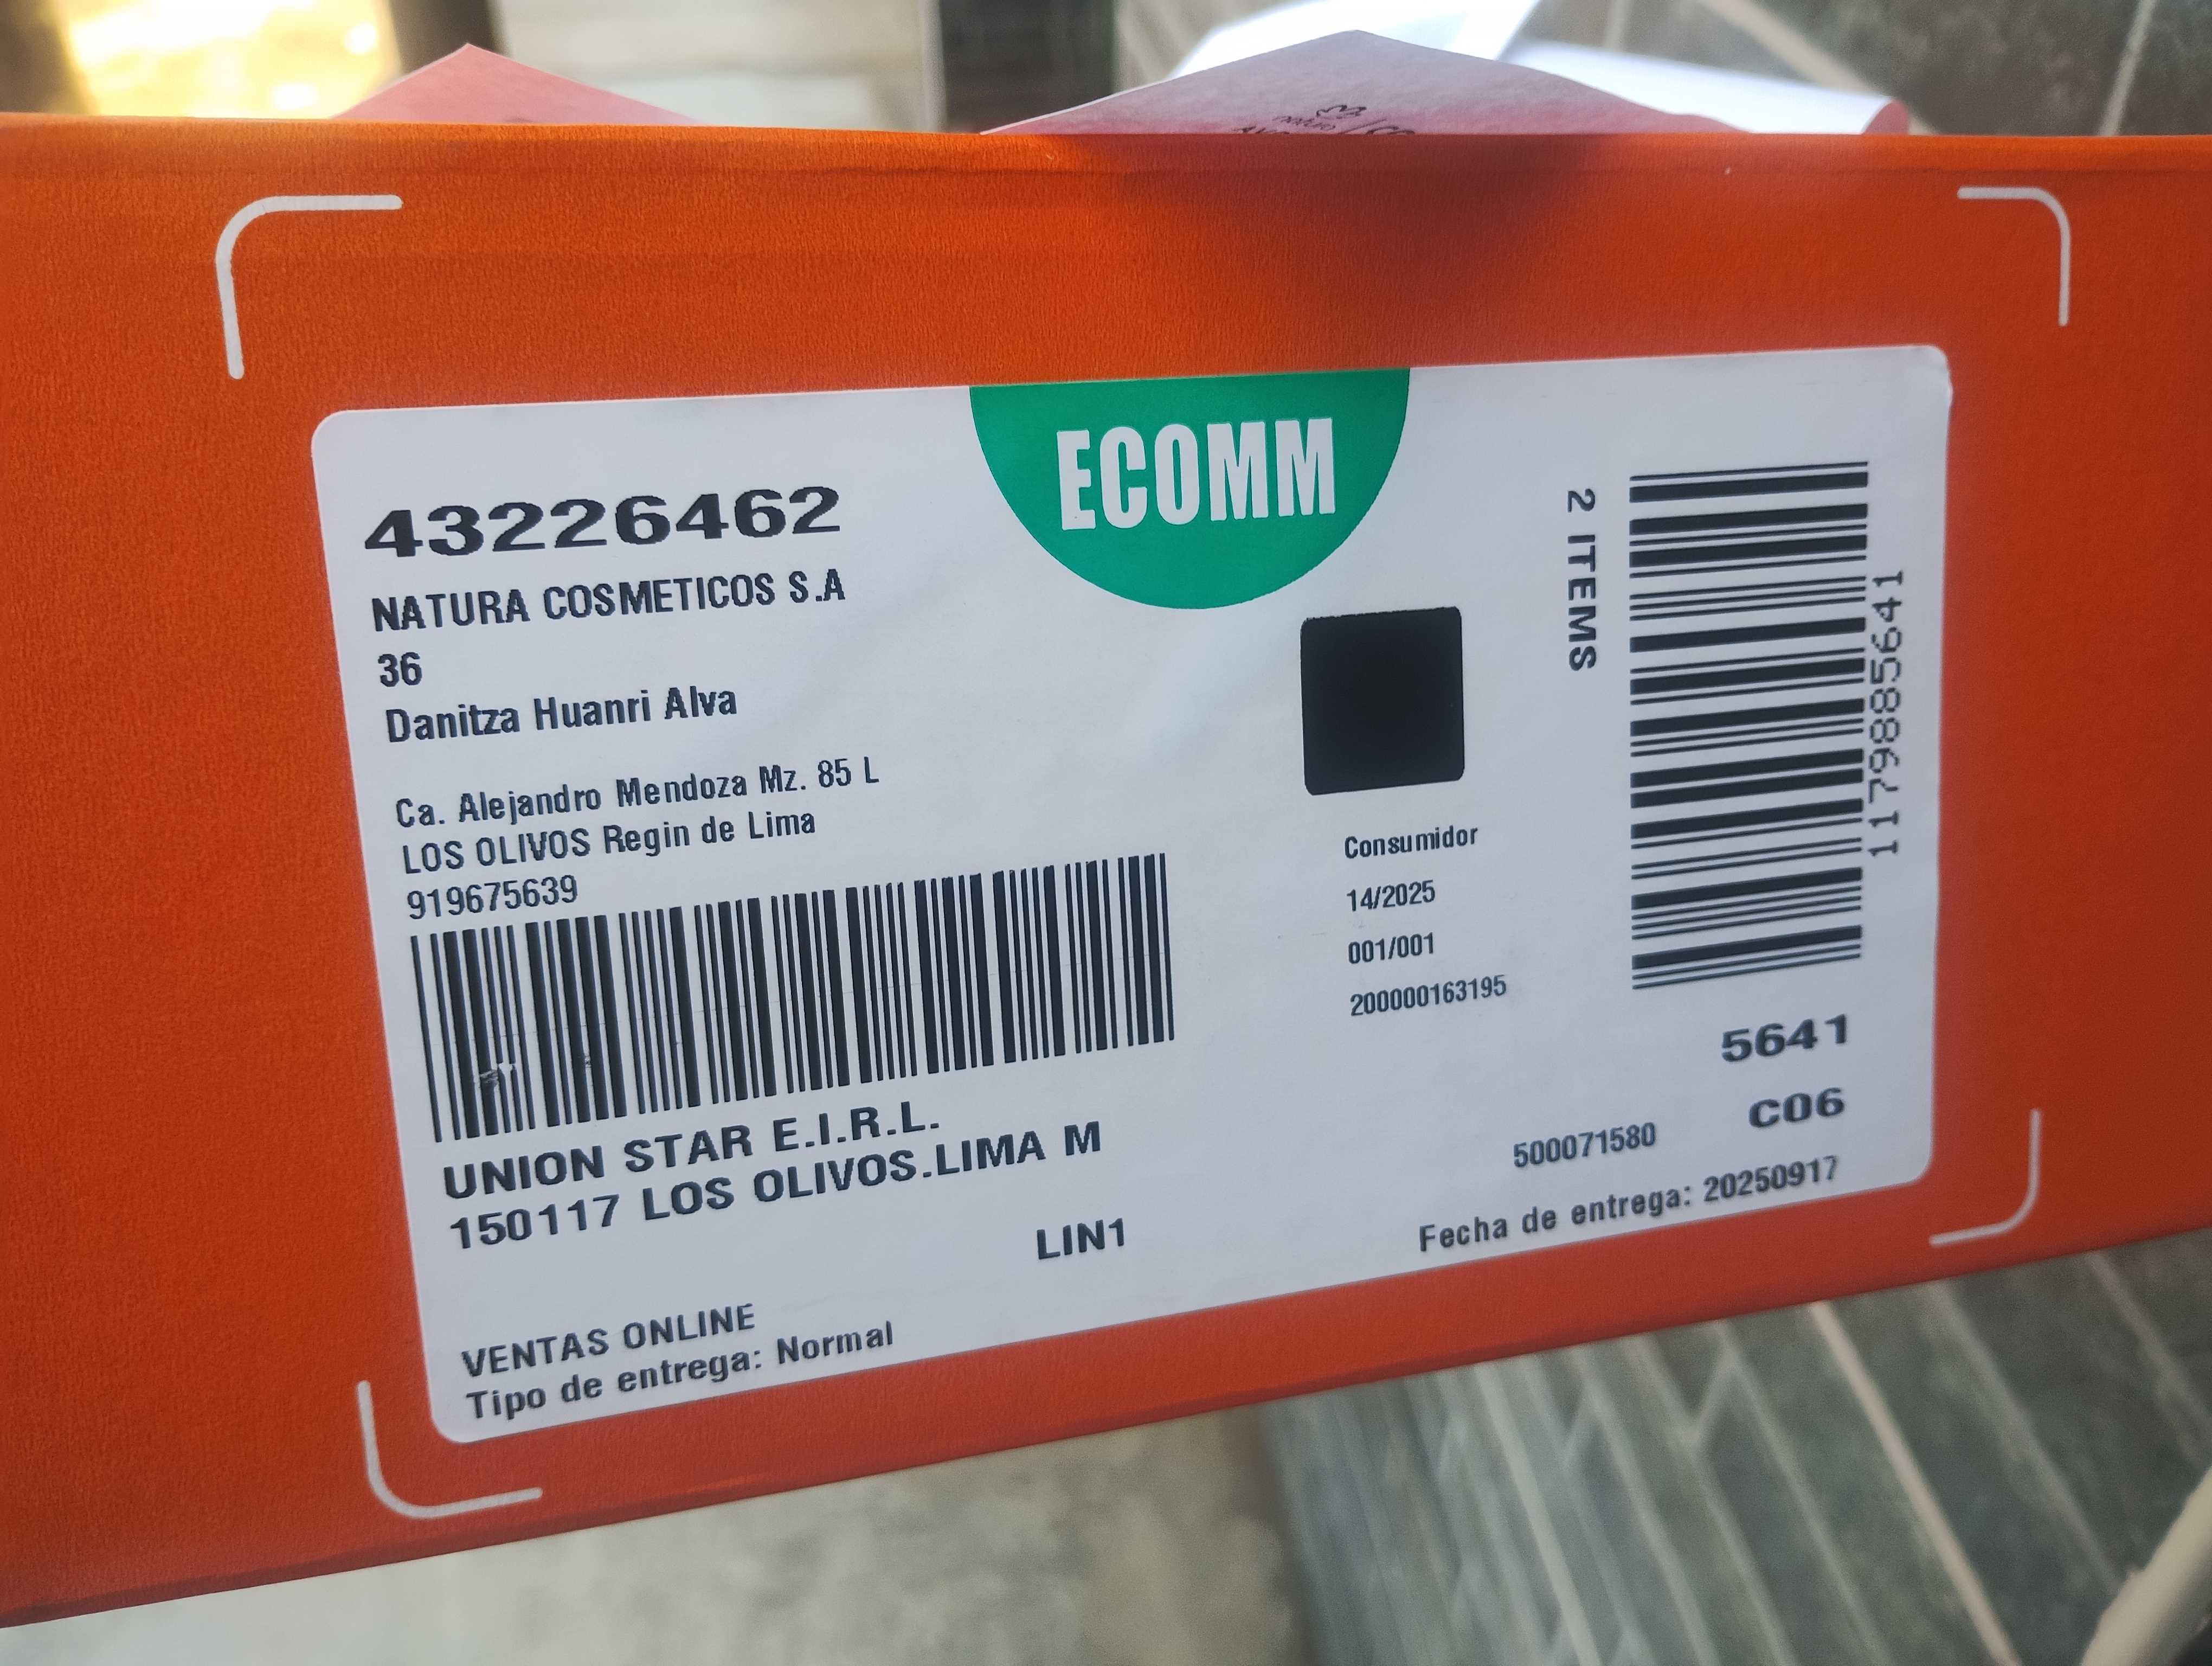 natura
ECOMM
43226462
NATURA COSMETICOS S.A
36
Danitza Huanri Alva
Ca. Alejandro Mendoza Mz. 85 L
LOS OLIVOS Regin de Lima
919675639
UNION STAR E.I.R.L.
150117 LOS OLIVOS.LIMA M
LIN1
VENTAS ONLINE
Tipo de entrega: Normal
2 ITEMS
1179885641
Consumidor
14/2025
001/001
200000163195
5641
C06
500071580
Fecha de entrega: 20250917